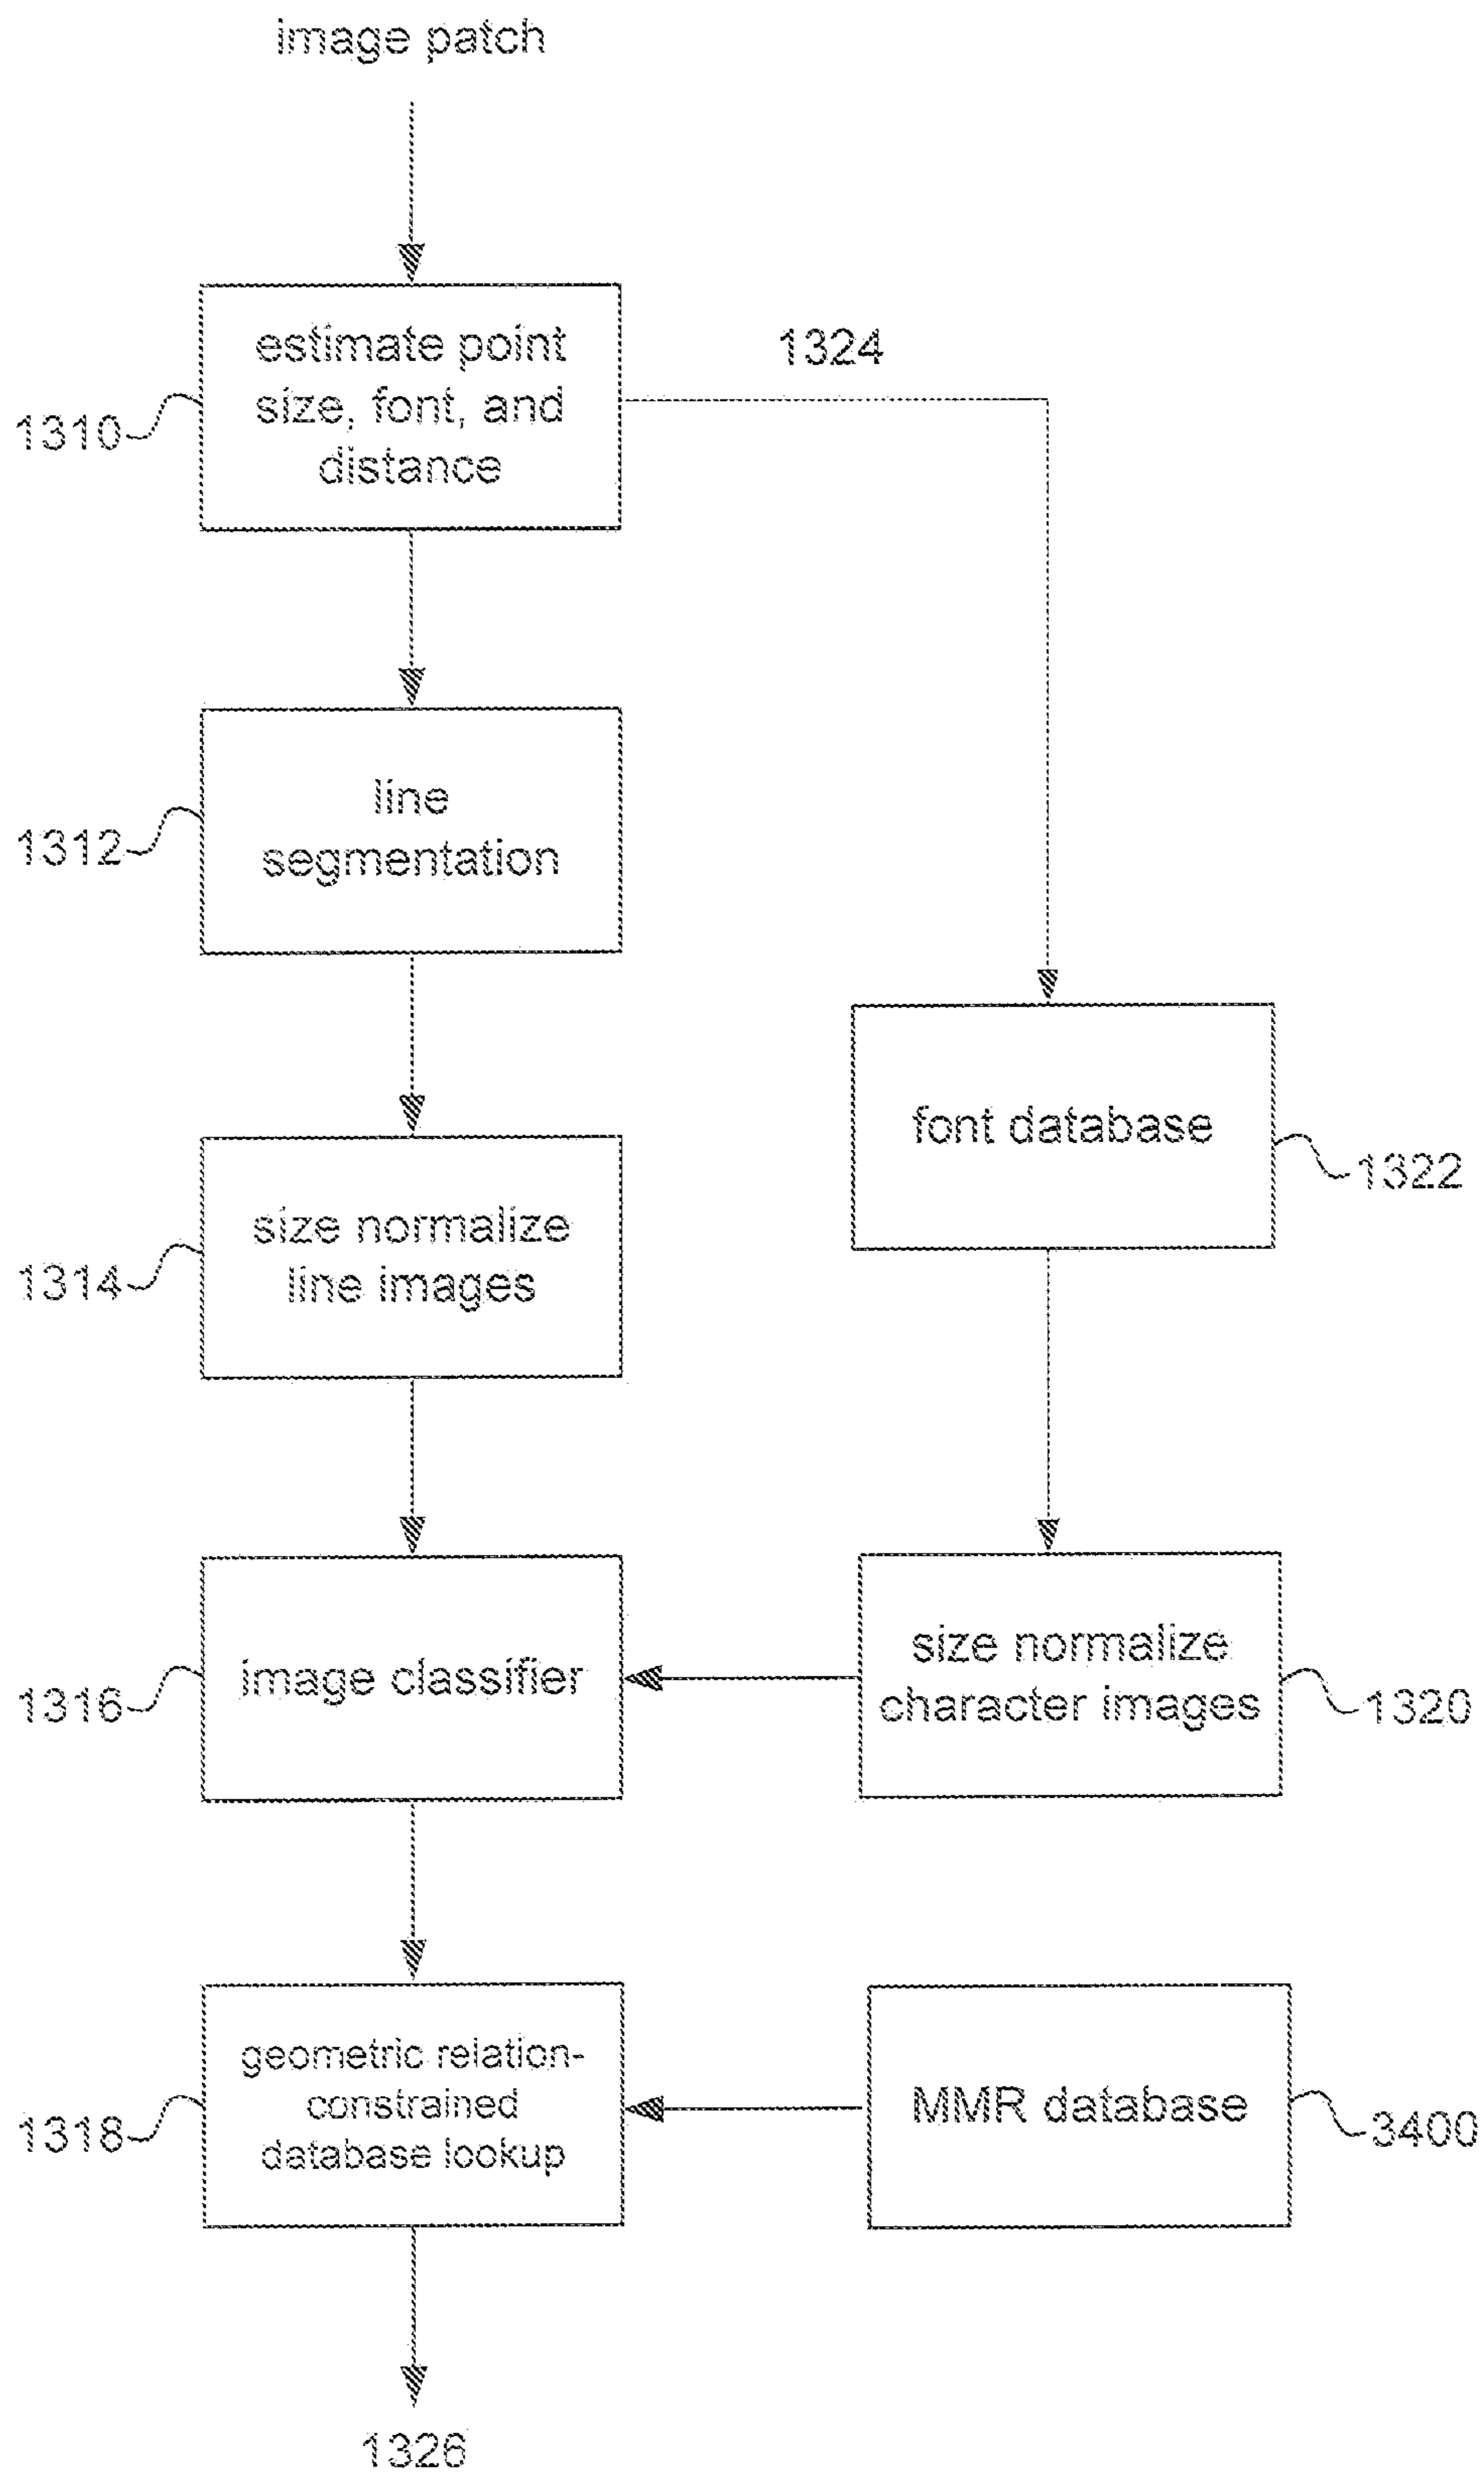 image patch
estimate point
size, font, and
distance
1310
1324
line
segmentation
1312
font database
1322
size normalize
line images
1314
image classifier
1316
size normalize
character images
1320
geometric relation-
constrained
database lookup
1318
MMR database
3400
1326